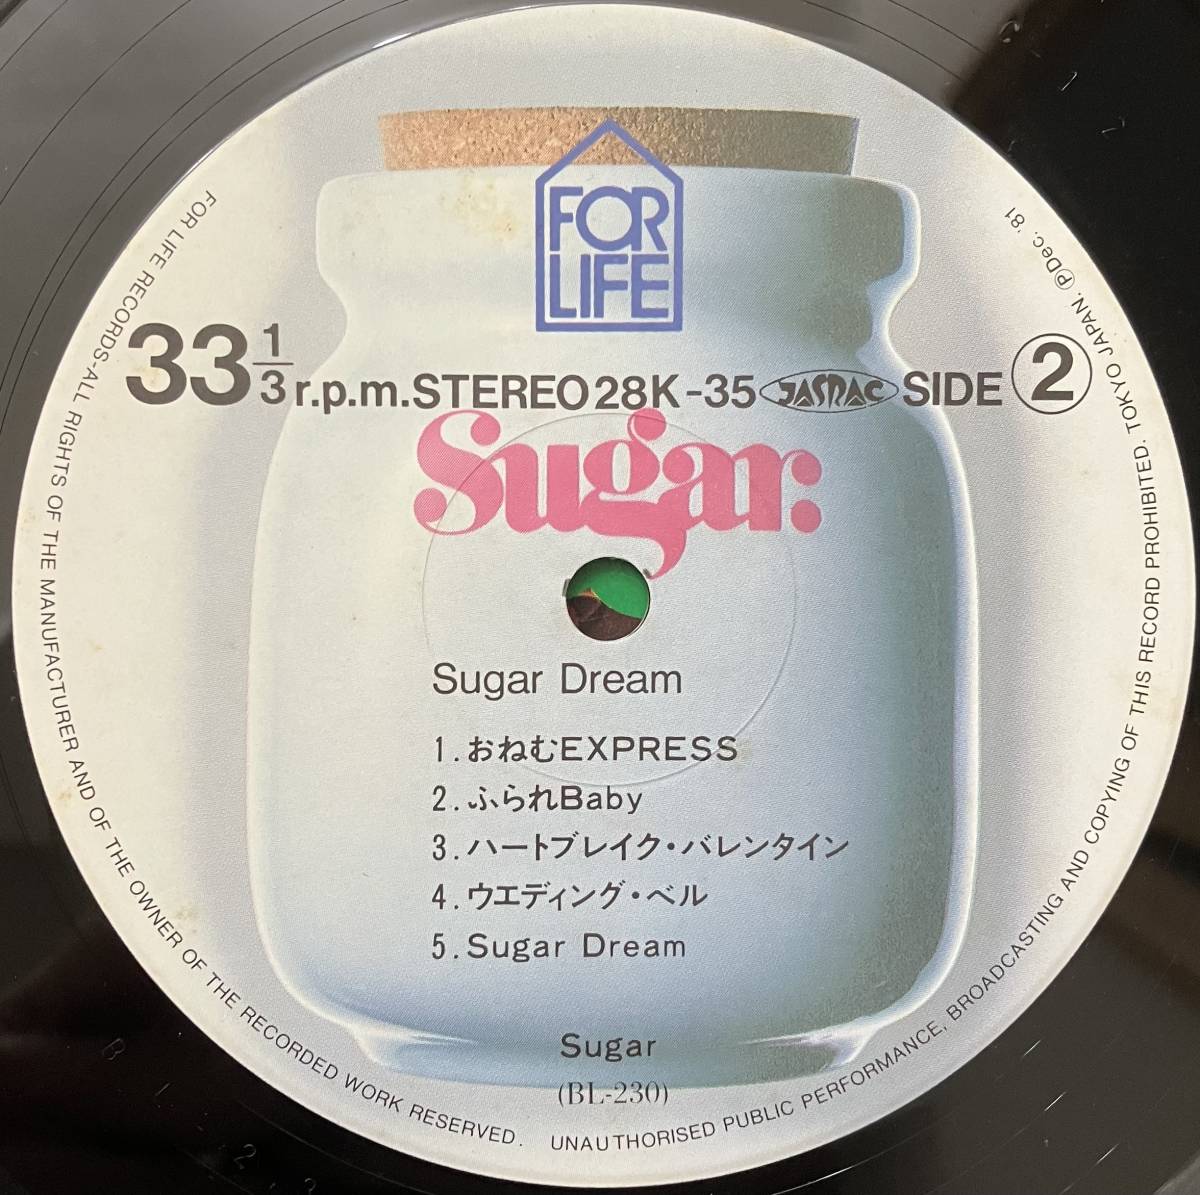 FOR
LIFE
33 1/3 r.p.m. STEREO 28K-35 JASRAC SIDE 2
Sugar:
Sugar Dream
1. おねむEXPRESS
2. ふられBaby
3. ハートブレイク・バレンタイン
4. ウエディング・ベル
5. Sugar Dream
Sugar
(BL-230)
FOR LIFE RECORDS-ALL RIGHTS OF THE MANUFACTURER AND OF THE OWNER OF THE RECORDED WORK RESERVED. UNAUTHORISED PUBLIC PERFORMANCE, BROADCASTING AND COPYING OF THIS RECORD PROHIBITED. TOKYO JAPAN. ℗Dec. '81